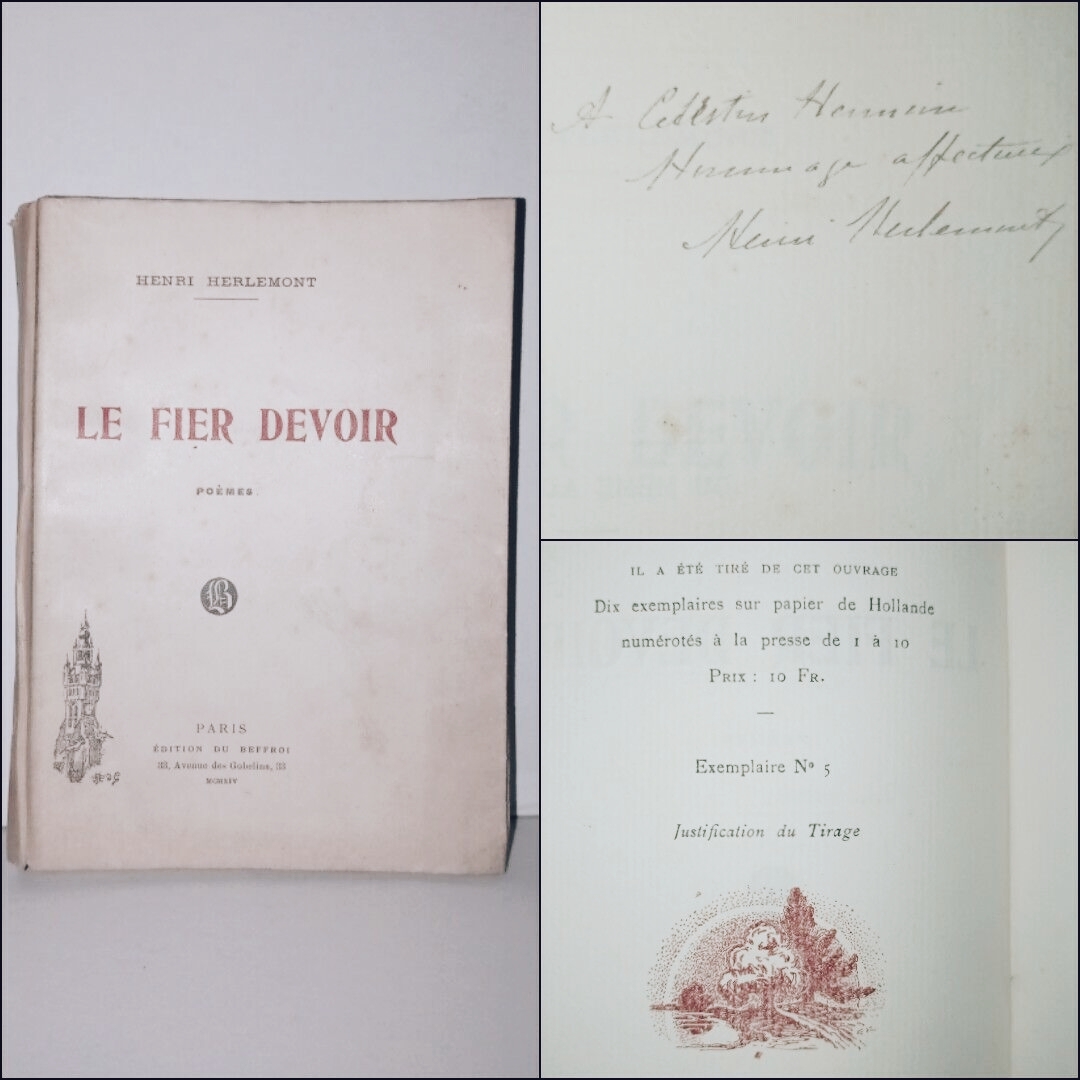 HENRI HERLEMONT
LE FIER DEVOIR
POÈMES
B
PARIS
ÉDITION DU BEFFROI
33, Avenue des Gobelins, 33
MCMXIV
A Célestin
Hommage affectueux
Henri Herlemont
IL A ÉTÉ TIRÉ DE CET OUVRAGE
Dix exemplaires sur papier de Hollande
numérotés à la presse de 1 à 10
PRIX : 10 FR.
Exemplaire Nº 5
Justification du Tirage